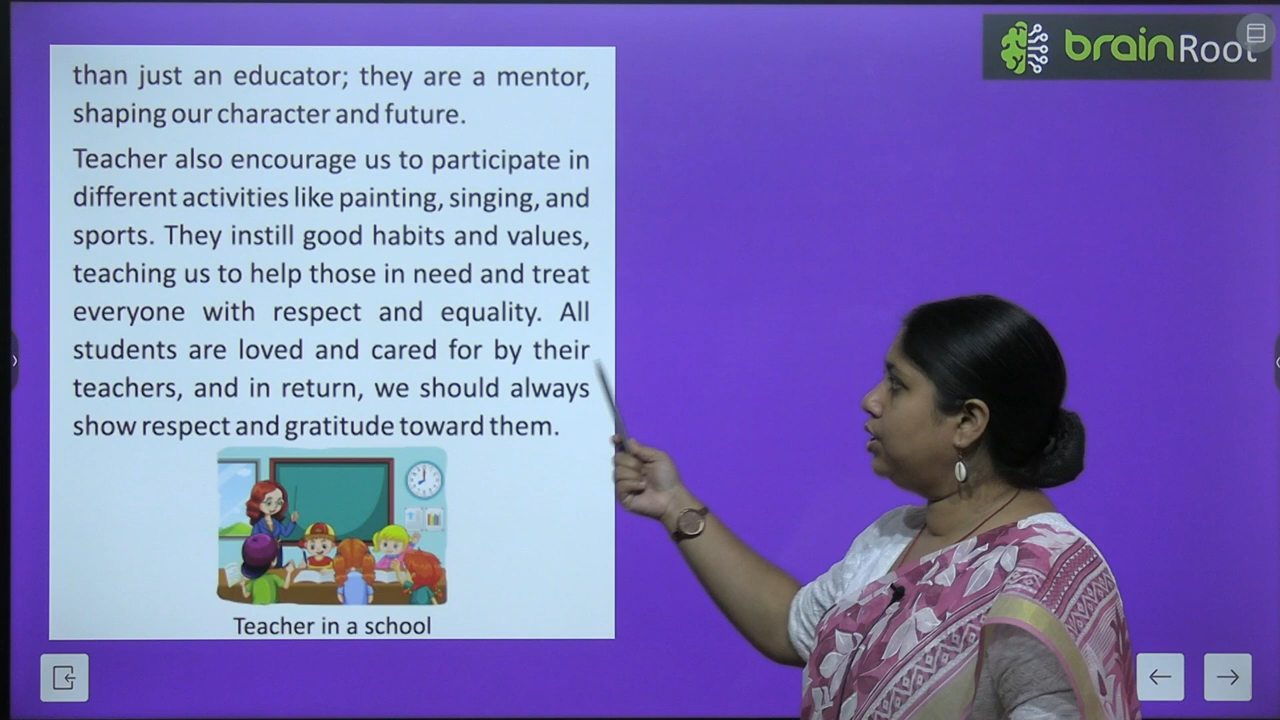 than just an educator; they are a mentor,
shaping our character and future.
Teacher also encourage us to participate in
different activities like painting, singing, and
sports. They instill good habits and values,
teaching us to help those in need and treat
everyone with respect and equality. All
students are loved and cared for by their
teachers, and in return, we should always
show respect and gratitude toward them.
Teacher in a school
brainRoot